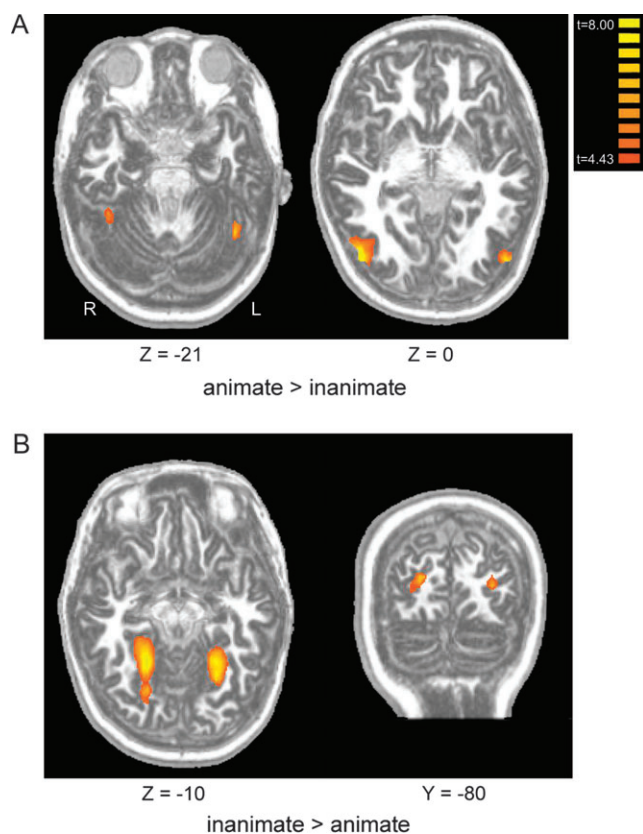 A
t=8.00
t=4.43
R L
Z = -21 Z = 0
animate > inanimate
B
Z = -10 Y = -80
inanimate > animate